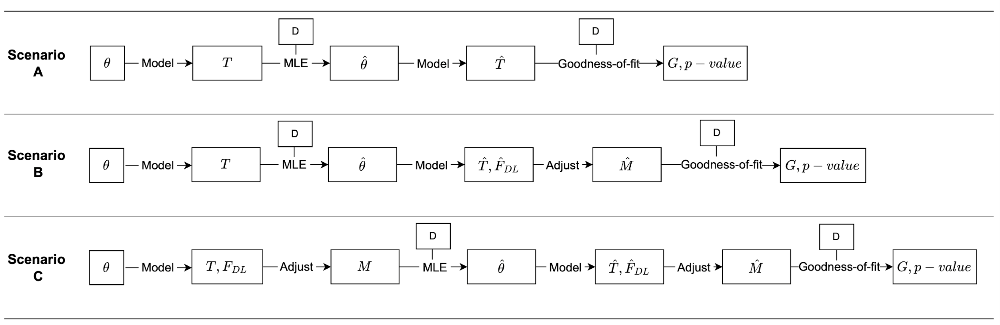 D D
Scenario A
θ Model T MLE θ̂ Model T̂ Goodness-of-fit G, p − value
D D
Scenario B
θ Model T MLE θ̂ Model T̂, F̂_DL Adjust M̂ Goodness-of-fit G, p − value
D D
Scenario C
θ Model T, F_DL Adjust M MLE θ̂ Model T̂, F̂_DL Adjust M̂ Goodness-of-fit G, p − value